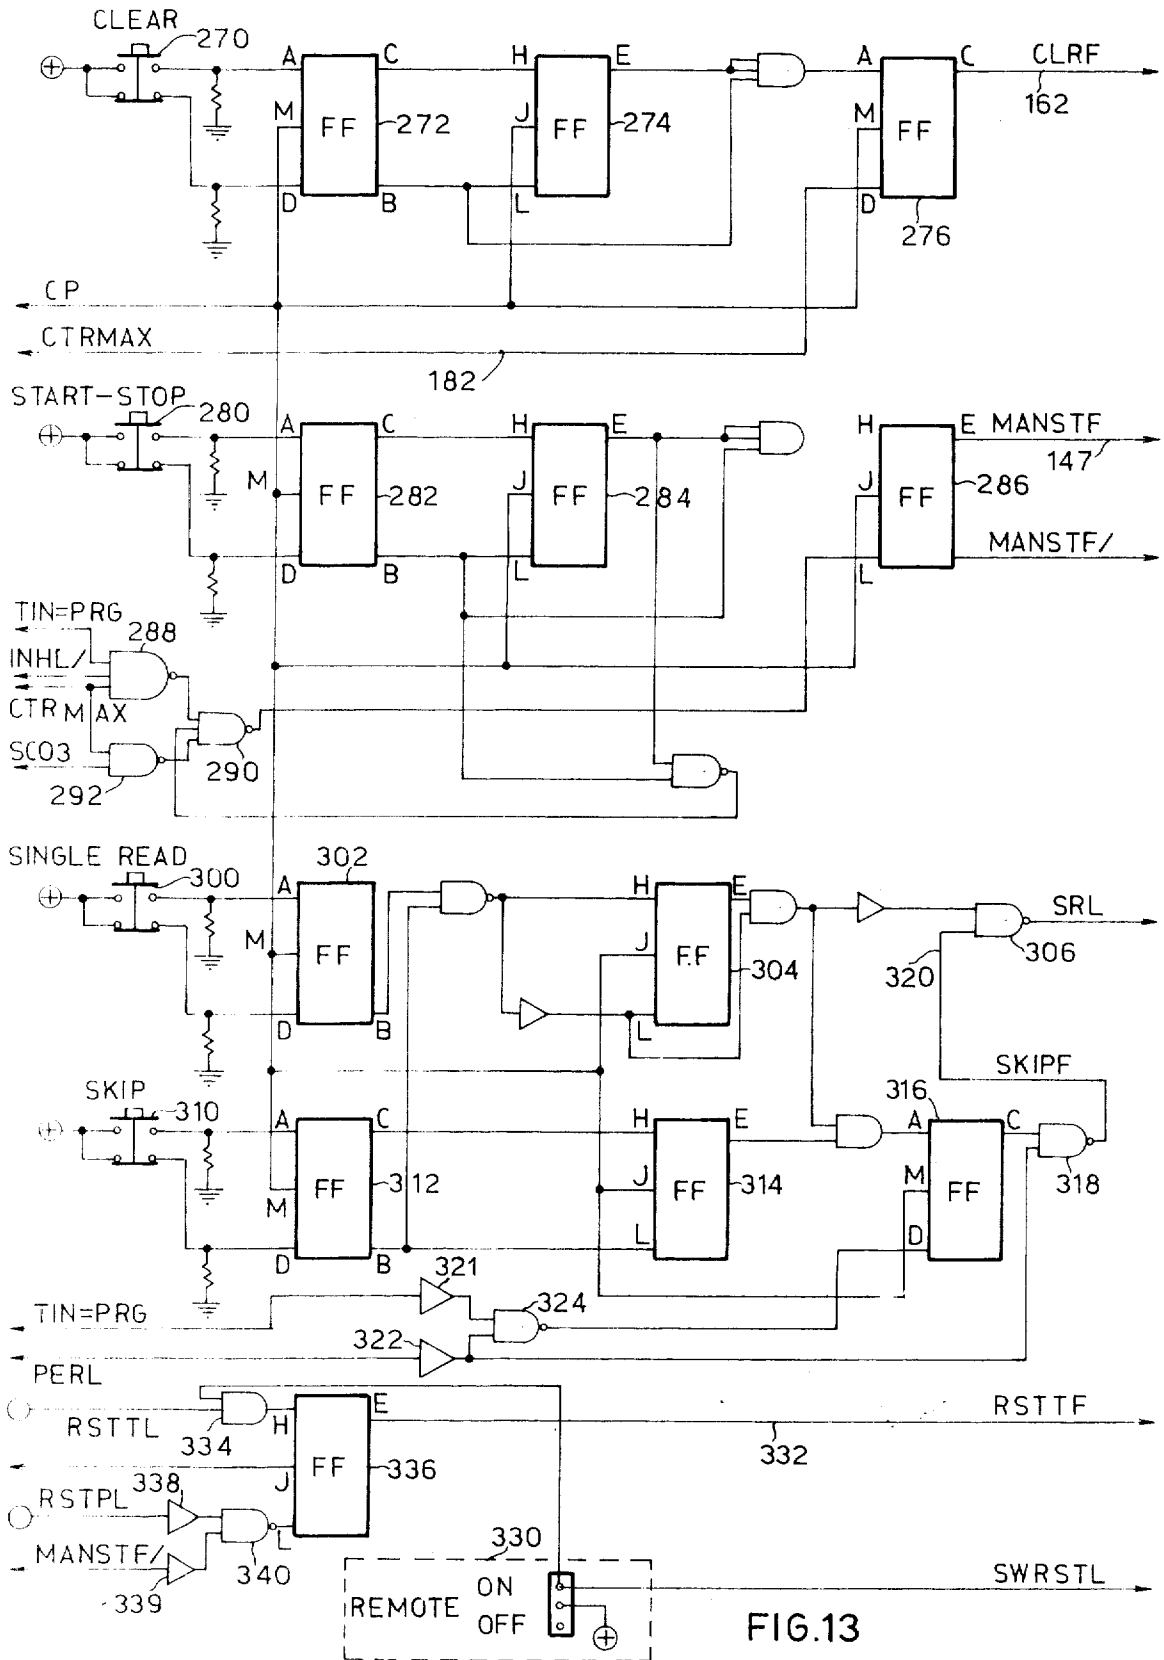 CLEAR
270
A C H E A C CLRF
M FF 272 J FF 274 M FF 162
D B L D
276
CP
CTRMAX
182
START-STOP
280
A C H E H E MANSTF
147
M FF 282 J FF 284 J FF 286
D B L L MANSTF/
TIN=PRG
288
INHL/
CTRMAX
SC03
290
292
SINGLE READ
300
302
A H E SRL
M FF J F.F 304 320 306
D B L
SKIPF
SKIP
310
316
A C H E A C
M FF 312 J FF 314 M FF 318
D B L D
321
TIN=PRG 324
322
PERL
RSTTL 334 H E RSTTF
332
J FF 336
RSTPL 338
L
MANSTF/ 340
339
330
REMOTE ON SWRSTL
OFF
FIG.13